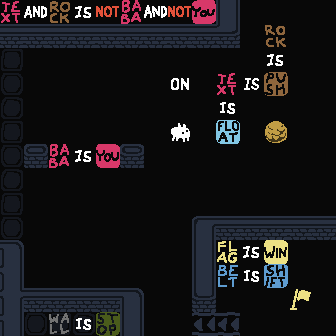 TEXT AND ROCK IS NOT BABA AND NOT YOU
ROCK
IS
ON TEXT IS PUSH
IS
FLOAT
BABA IS YOU
FLAG IS WIN
BELT IS SHIFT
WALL IS STOP